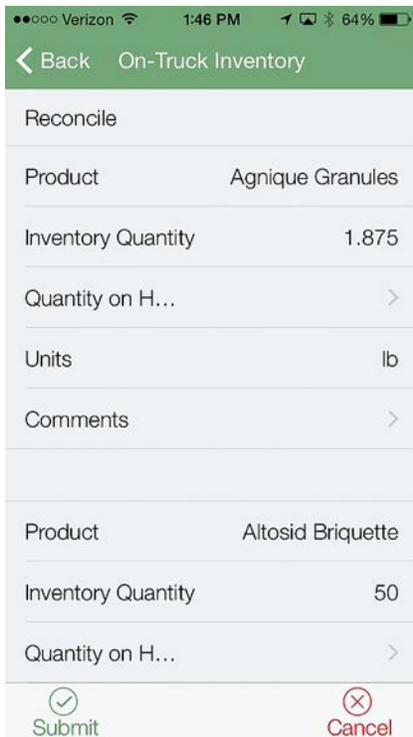 Verizon 1:46 PM 64%
Back On-Truck Inventory
Reconcile
Product Agnique Granules
Inventory Quantity 1.875
Quantity on H...
Units lb
Comments
Product Altosid Briquette
Inventory Quantity 50
Quantity on H...
Submit Cancel